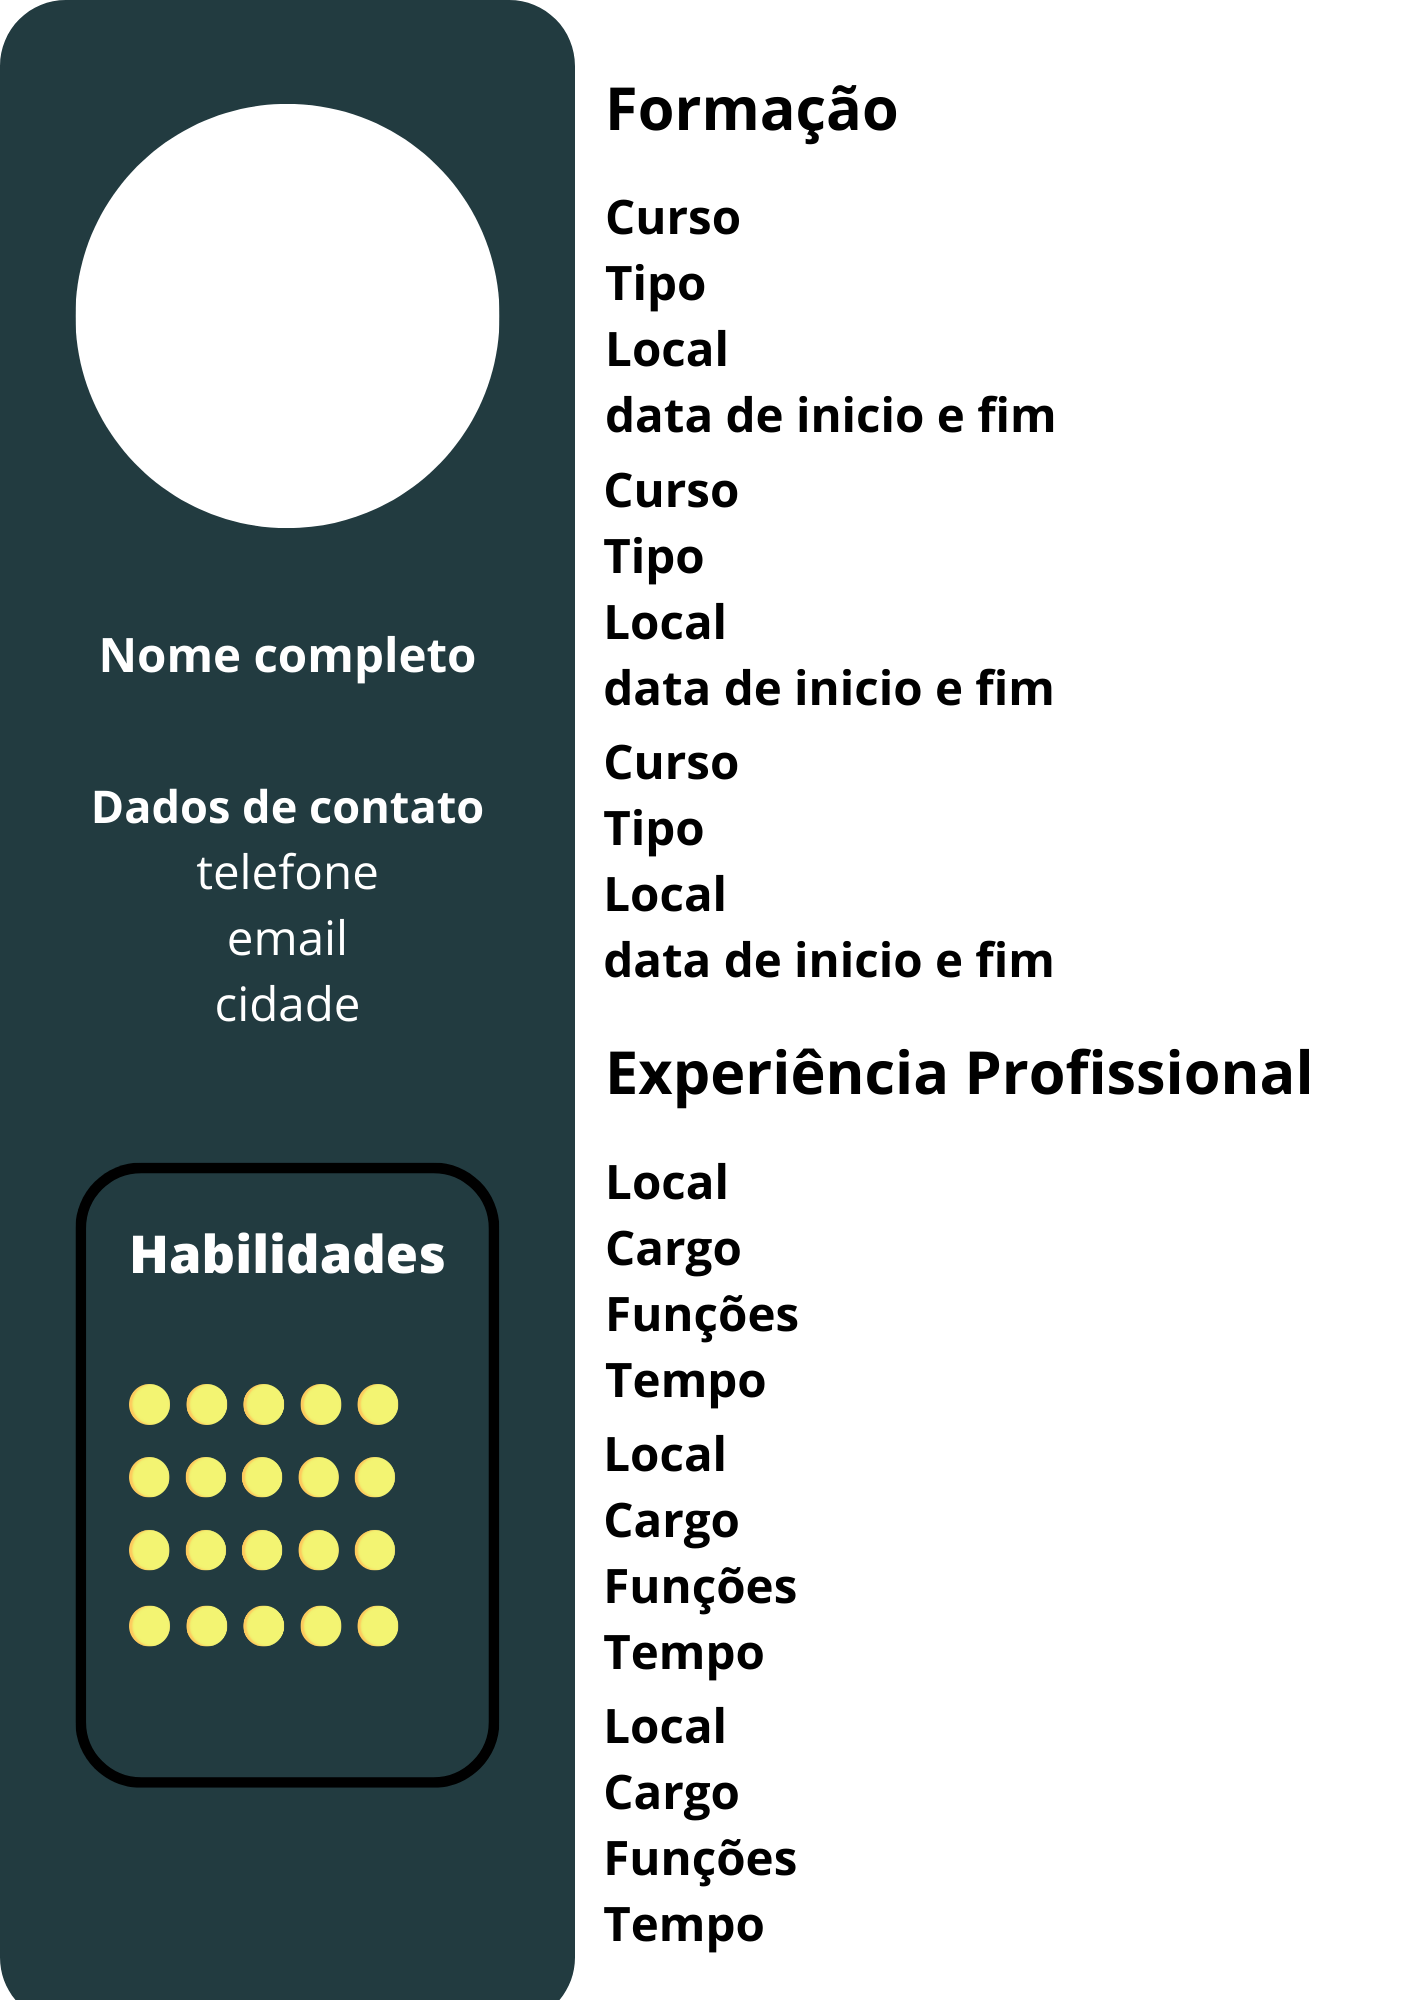 Nome completo
Dados de contato
telefone
email
cidade
Habilidades
Formação
Curso
Tipo
Local
data de inicio e fim
Curso
Tipo
Local
data de inicio e fim
Curso
Tipo
Local
data de inicio e fim
Experiência Profissional
Local
Cargo
Funções
Tempo
Local
Cargo
Funções
Tempo
Local
Cargo
Funções
Tempo